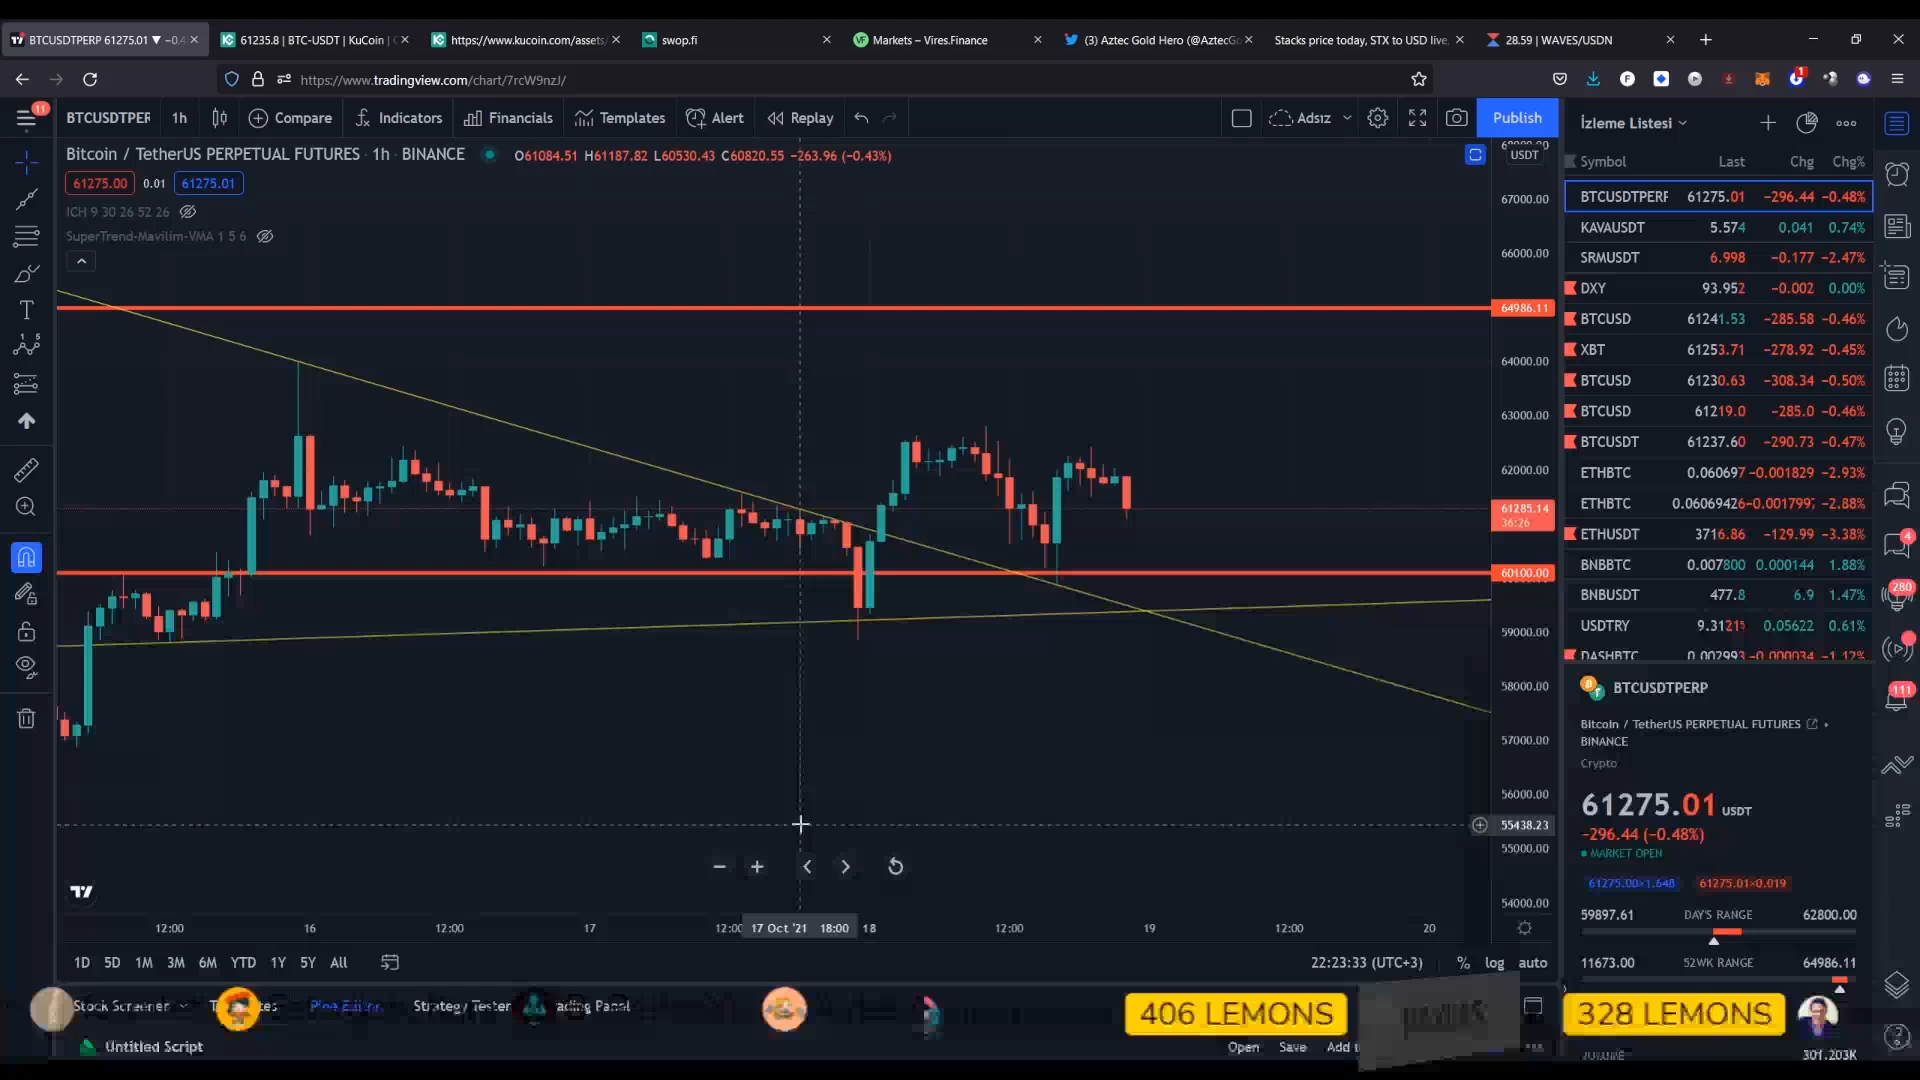 BTCUSDTPERP 61275.01 ▼ −0.4
61235.8 | BTC-USDT | KuCoin |
https://www.kucoin.com/assets/
swop.fi
Markets – Vires.Finance
(3) Aztec Gold Hero (@AztecGo
Stacks price today, STX to USD live,
28.59 | WAVES/USDN
https://www.tradingview.com/chart/7rcW9nzJ/
1
11
BTCUSDTPER
1h
Compare
Indicators
Financials
Templates
Alert
Replay
Adsız
Publish
Bitcoin / TetherUS PERPETUAL FUTURES · 1h · BINANCE
O61084.51 H61187.82 L60530.43 C60820.55 −263.96 (−0.43%)
61275.00 0.01 61275.01
ICH 9 30 26 52 26
SuperTrend-Mavilim-VMA 1 5 6
USDT
67000.00
66000.00
64986.11
64000.00
63000.00
62000.00
61285.14
36:26
60100.00
59000.00
58000.00
57000.00
56000.00
55438.23
55000.00
54000.00
12:00 16 12:00 17 12:00 17 Oct '21 18:00 18 12:00 19 12:00 20
1D 5D 1M 3M 6M YTD 1Y 5Y All
22:23:33 (UTC+3) % log auto
Stock Screener
Pine Editor
Strategy Tester
ading Panel
406 LEMONS
328 LEMONS
Untitled Script
Open Save Add
İzleme Listesi
Symbol Last Chg Chg%
BTCUSDTPERP 61275.01 −296.44 −0.48%
KAVAUSDT 5.574 0.041 0.74%
SRMUSDT 6.998 −0.177 −2.47%
DXY 93.952 −0.002 0.00%
BTCUSD 61241.53 −285.58 −0.46%
XBT 61253.71 −278.92 −0.45%
BTCUSD 61230.63 −308.34 −0.50%
BTCUSD 61219.0 −285.0 −0.46%
BTCUSDT 61237.60 −290.73 −0.47%
ETHBTC 0.060697 −0.001829 −2.93%
ETHBTC 0.06069426 −0.001799 −2.88%
ETHUSDT 3716.86 −129.99 −3.38%
BNBBTC 0.007800 0.000144 1.88%
BNBUSDT 477.8 6.9 1.47%
USDTRY 9.31215 0.05622 0.61%
DASHBTC 0.002993 −0.000034 −1.12%
BTCUSDTPERP
Bitcoin / TetherUS PERPETUAL FUTURES
BINANCE
Crypto
61275.01 USDT
−296.44 (−0.48%)
MARKET OPEN
61275.00×1.648 61275.01×0.019
59897.61 DAY'S RANGE 62800.00
11673.00 52WK RANGE 64986.11
VOLUME 301.203K
4
280
111